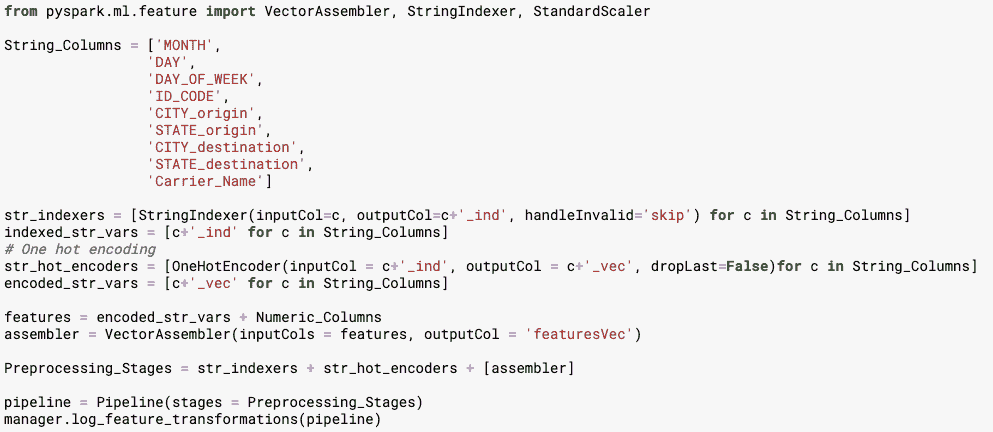 from pyspark.ml.feature import VectorAssembler, StringIndexer, StandardScaler
String_Columns = ['MONTH',
'DAY',
'DAY_OF_WEEK',
'ID_CODE',
'CITY_origin',
'STATE_origin',
'CITY_destination',
'STATE_destination',
'Carrier_Name']
str_indexers = [StringIndexer(inputCol=c, outputCol=c+'_ind', handleInvalid='skip') for c in String_Columns]
indexed_str_vars = [c+'_ind' for c in String_Columns]
# One hot encoding
str_hot_encoders = [OneHotEncoder(inputCol = c+'_ind', outputCol = c+'_vec', dropLast=False)for c in String_Columns]
encoded_str_vars = [c+'_vec' for c in String_Columns]
features = encoded_str_vars + Numeric_Columns
assembler = VectorAssembler(inputCols = features, outputCol = 'featuresVec')
Preprocessing_Stages = str_indexers + str_hot_encoders + [assembler]
pipeline = Pipeline(stages = Preprocessing_Stages)
manager.log_feature_transformations(pipeline)